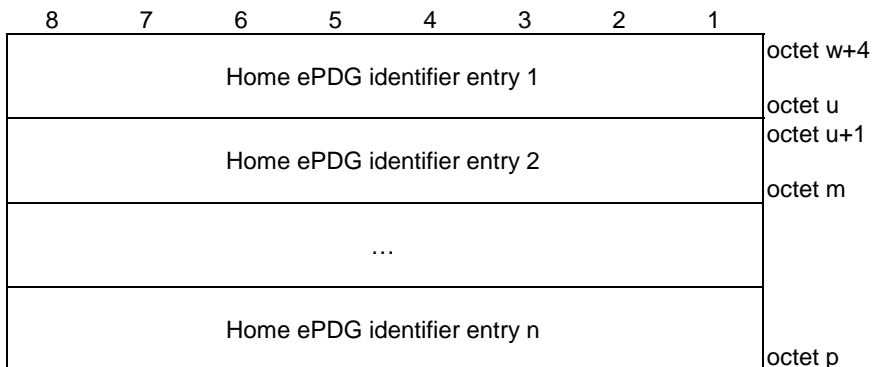 8 7 6 5 4 3 2 1
octet w+4
Home ePDG identifier entry 1
octet u
octet u+1
Home ePDG identifier entry 2
octet m
…
Home ePDG identifier entry n
octet p